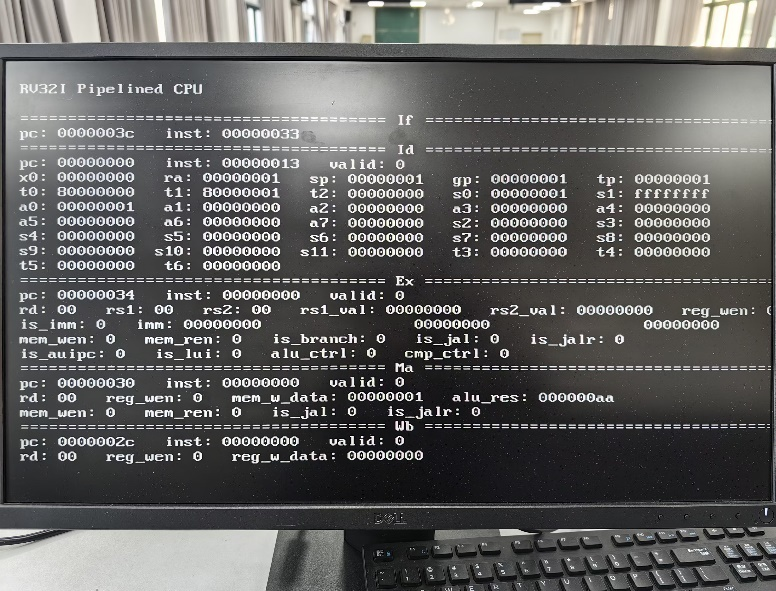 RV32I Pipelined CPU
================================== If ================================
pc: 0000003c inst: 00000033
================================== Id ================================
pc: 00000000 inst: 00000013 valid: 0
x0: 00000000 ra: 00000001 sp: 00000001 gp: 00000001 tp: 00000001
t0: 80000000 t1: 80000001 t2: 00000000 s0: 00000001 s1: ffffffff
a0: 00000001 a1: 00000000 a2: 00000000 a3: 00000000 a4: 00000000
a5: 00000000 a6: 00000000 a7: 00000000 s2: 00000000 s3: 00000000
s4: 00000000 s5: 00000000 s6: 00000000 s7: 00000000 s8: 00000000
s9: 00000000 s10: 00000000 s11: 00000000 t3: 00000000 t4: 00000000
t5: 00000000 t6: 00000000
================================== Ex ================================
pc: 00000034 inst: 00000000 valid: 0
rd: 00 rs1: 00 rs2: 00 rs1_val: 00000000 rs2_val: 00000000 reg_wen: 0
is_imm: 0 imm: 00000000 00000000 00000000
mem_wen: 0 mem_ren: 0 is_branch: 0 is_jal: 0 is_jalr: 0
is_auipc: 0 is_lui: 0 alu_ctrl: 0 cmp_ctrl: 0
================================== Ma ================================
pc: 00000030 inst: 00000000 valid: 0
rd: 00 reg_wen: 0 mem_w_data: 00000001 alu_res: 000000aa
mem_wen: 0 mem_ren: 0 is_jal: 0 is_jalr: 0
================================== Wb ================================
pc: 0000002c inst: 00000000 valid: 0
rd: 00 reg_wen: 0 reg_w_data: 00000000
DELL